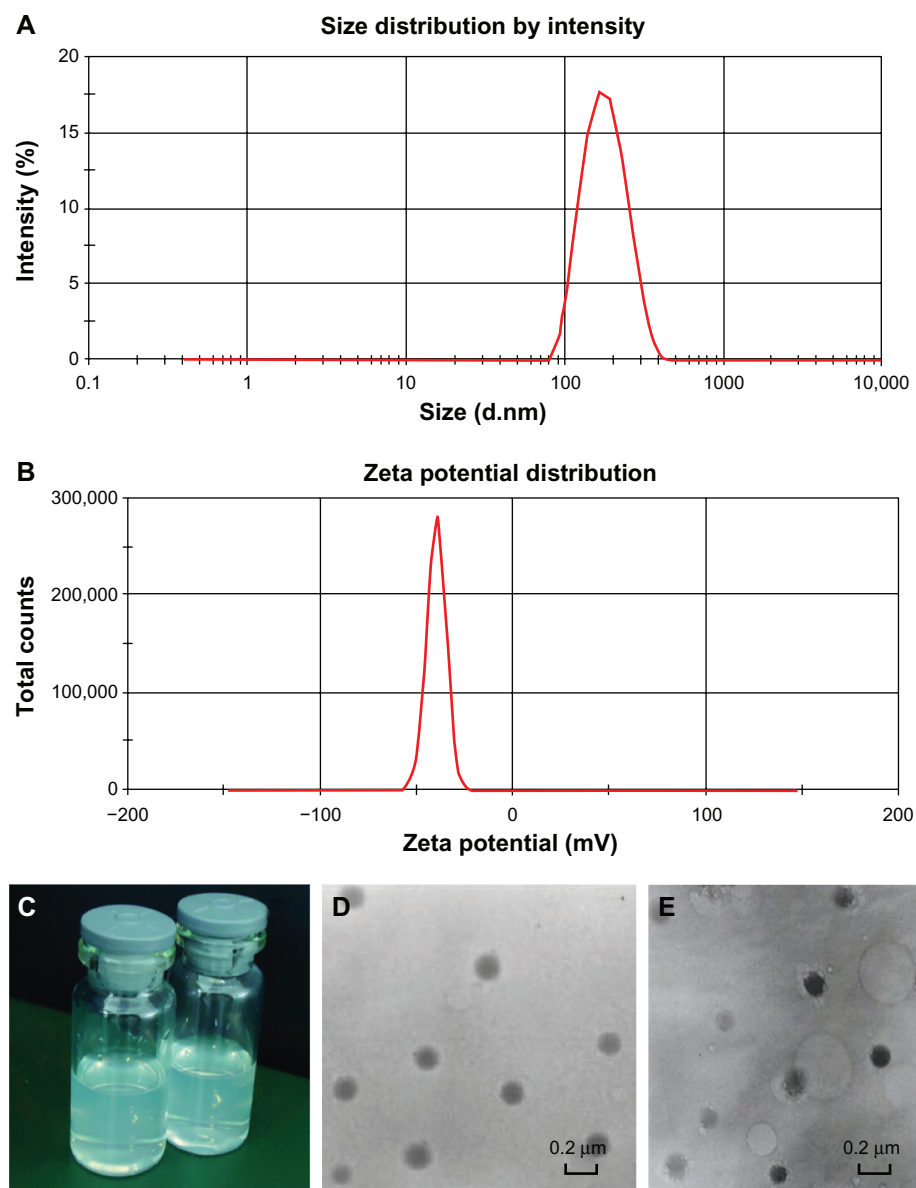 A
Size distribution by intensity
Intensity (%)
20
15
10
5
0
0.1 1 10 100 1000 10,000
Size (d.nm)
B
Zeta potential distribution
Total counts
300,000
200,000
100,000
0
−200 −100 0 100 200
Zeta potential (mV)
C
D
0.2 μm
E
0.2 μm